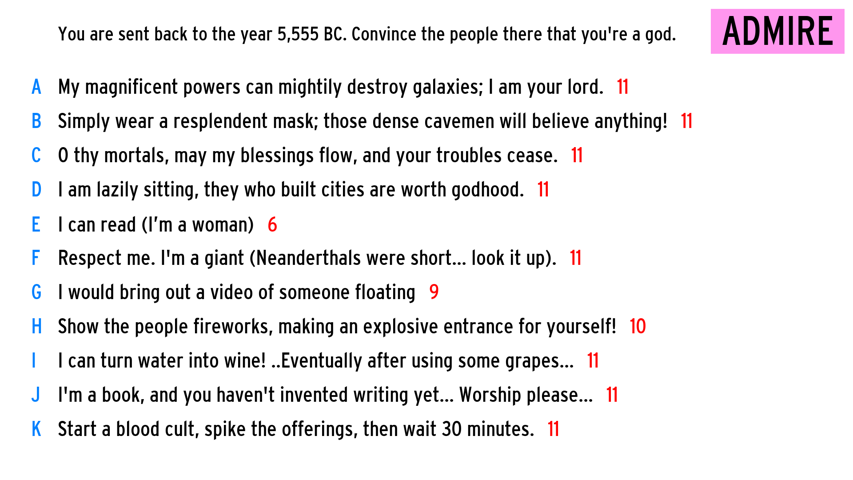 You are sent back to the year 5,555 BC. Convince the people there that you're a god.
ADMIRE
A My magnificent powers can mightily destroy galaxies; I am your lord. 11
B Simply wear a resplendent mask; those dense cavemen will believe anything! 11
C O thy mortals, may my blessings flow, and your troubles cease. 11
D I am lazily sitting, they who built cities are worth godhood. 11
E I can read (I'm a woman) 6
F Respect me. I'm a giant (Neanderthals were short... look it up). 11
G I would bring out a video of someone floating 9
H Show the people fireworks, making an explosive entrance for yourself! 10
I I can turn water into wine! ..Eventually after using some grapes... 11
J I'm a book, and you haven't invented writing yet... Worship please... 11
K Start a blood cult, spike the offerings, then wait 30 minutes. 11